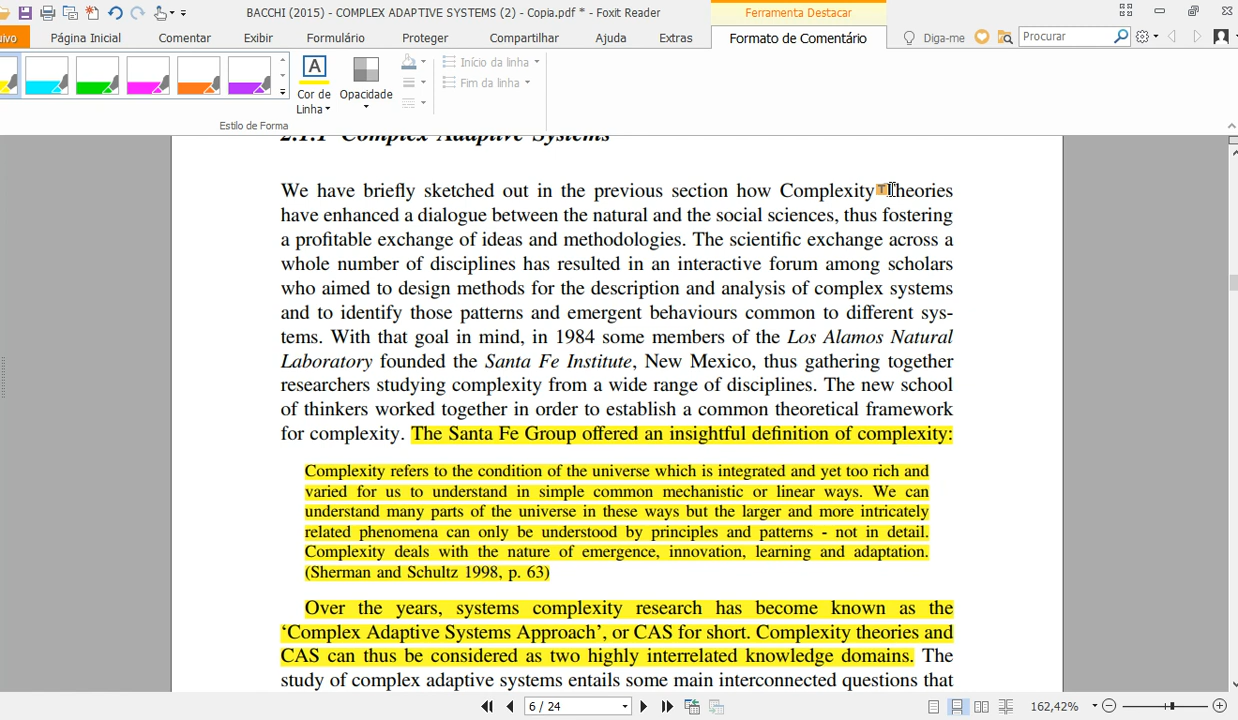 BACCHI (2015) - COMPLEX ADAPTIVE SYSTEMS (2) - Copia.pdf * - Foxit Reader
Ferramenta Destacar
Página Inicial Comentar Exibir Formulário Proteger Compartilhar Ajuda Extras Formato de Comentário Diga-me Procurar
Cor de Linha
Opacidade
Início da linha
Fim da linha
Estilo de Forma
2.1.1 Complex Adaptive Systems
We have briefly sketched out in the previous section how Complexity Theories
have enhanced a dialogue between the natural and the social sciences, thus fostering
a profitable exchange of ideas and methodologies. The scientific exchange across a
whole number of disciplines has resulted in an interactive forum among scholars
who aimed to design methods for the description and analysis of complex systems
and to identify those patterns and emergent behaviours common to different sys-
tems. With that goal in mind, in 1984 some members of the Los Alamos Natural
Laboratory founded the Santa Fe Institute, New Mexico, thus gathering together
researchers studying complexity from a wide range of disciplines. The new school
of thinkers worked together in order to establish a common theoretical framework
for complexity. The Santa Fe Group offered an insightful definition of complexity:
Complexity refers to the condition of the universe which is integrated and yet too rich and
varied for us to understand in simple common mechanistic or linear ways. We can
understand many parts of the universe in these ways but the larger and more intricately
related phenomena can only be understood by principles and patterns - not in detail.
Complexity deals with the nature of emergence, innovation, learning and adaptation.
(Sherman and Schultz 1998, p. 63)
Over the years, systems complexity research has become known as the
‘Complex Adaptive Systems Approach’, or CAS for short. Complexity theories and
CAS can thus be considered as two highly interrelated knowledge domains. The
study of complex adaptive systems entails some main interconnected questions that
6 / 24
162,42%